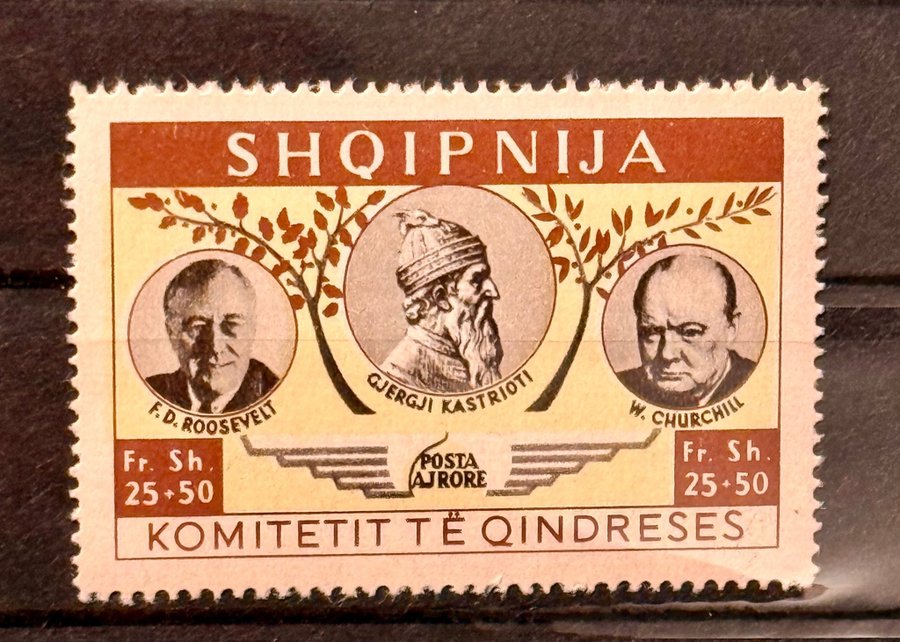 SHQIPNIJA
F. D. ROOSEVELT
GJERGJI KASTRIOTI
W. CHURCHILL
Fr. Sh.
25+50
POSTA
AJRORE
Fr. Sh.
25+50
KOMITETIT TË QINDRESES